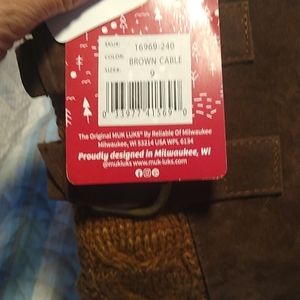 SKU#: 16969-240
COLOR: BROWN CABLE
SIZE#: 9
0 33977 41569 0
The Original MUK LUKS® By Reliable Of Milwaukee
Milwaukee, WI 53214 USA WPL 6134
Proudly designed in Milwaukee, WI
@mukluks www.muk-luks.com